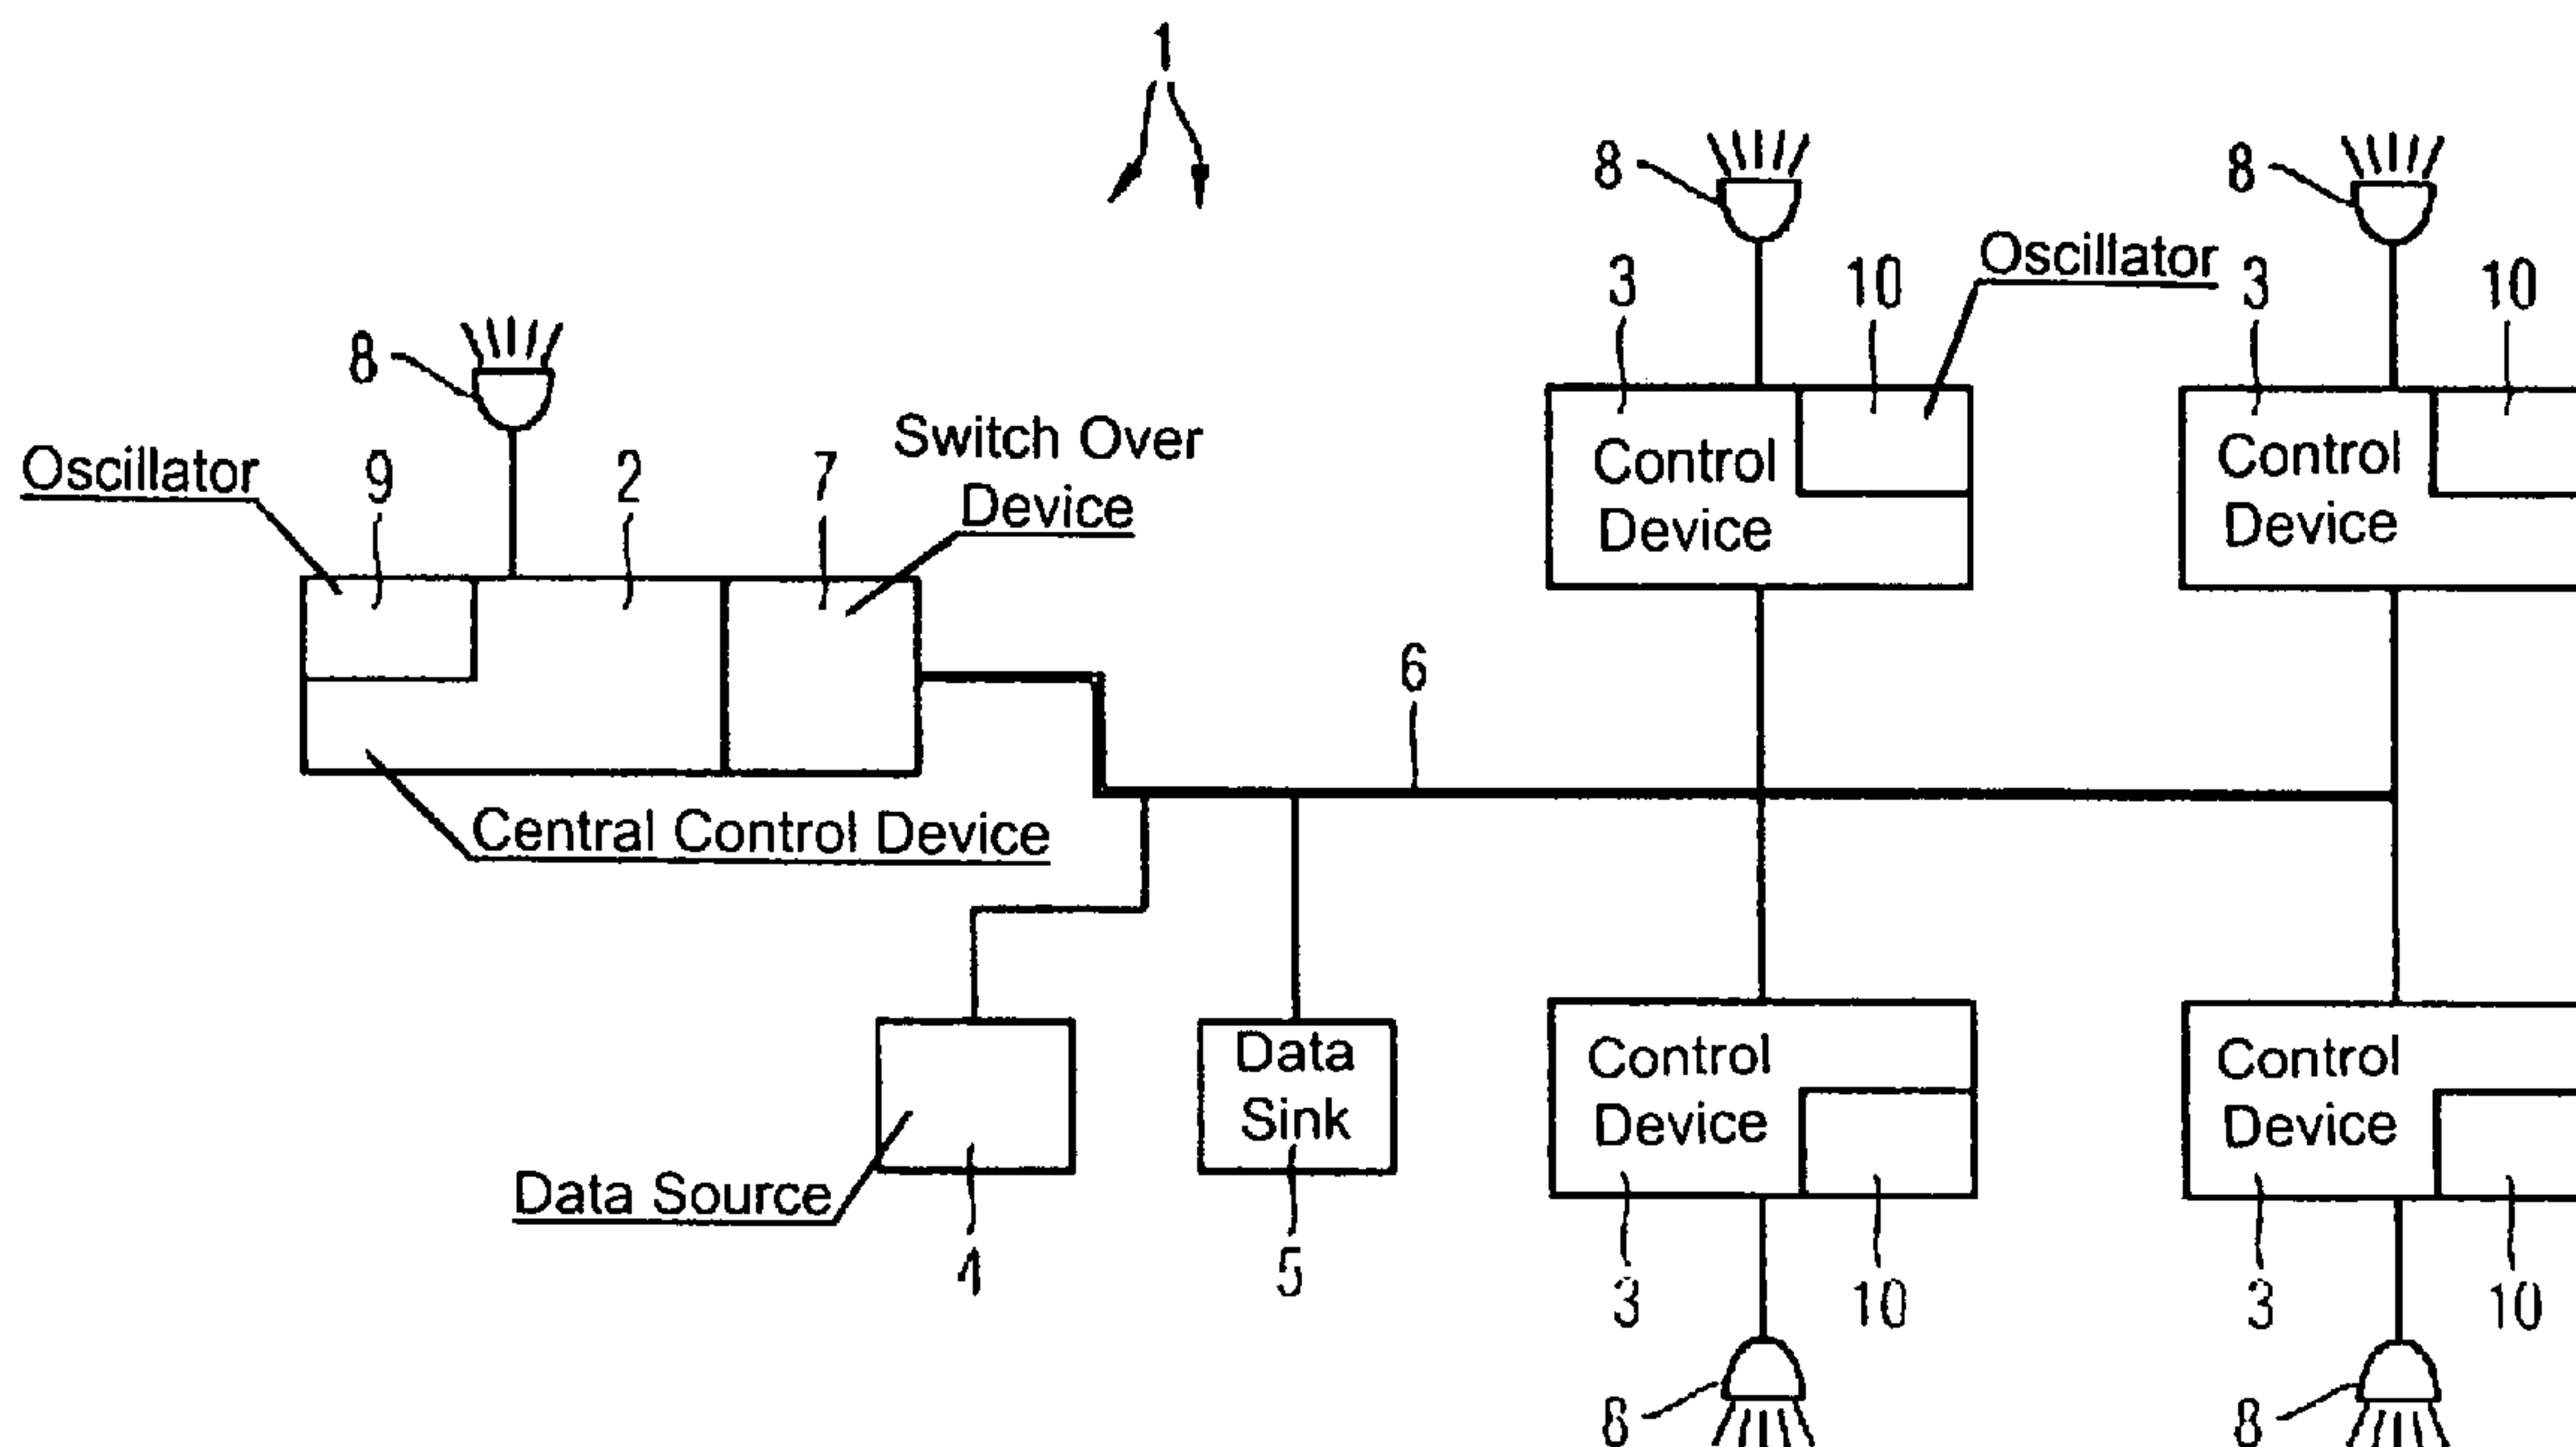 1
8
8
Oscillator
3
10
3
10
8
Switch Over
Device
Oscillator
9
2
7
Control
Device
Control
Device
6
Central Control Device
Data
Sink
Control
Device
Control
Device
Data Source
4
5
3
10
3
10
8
8